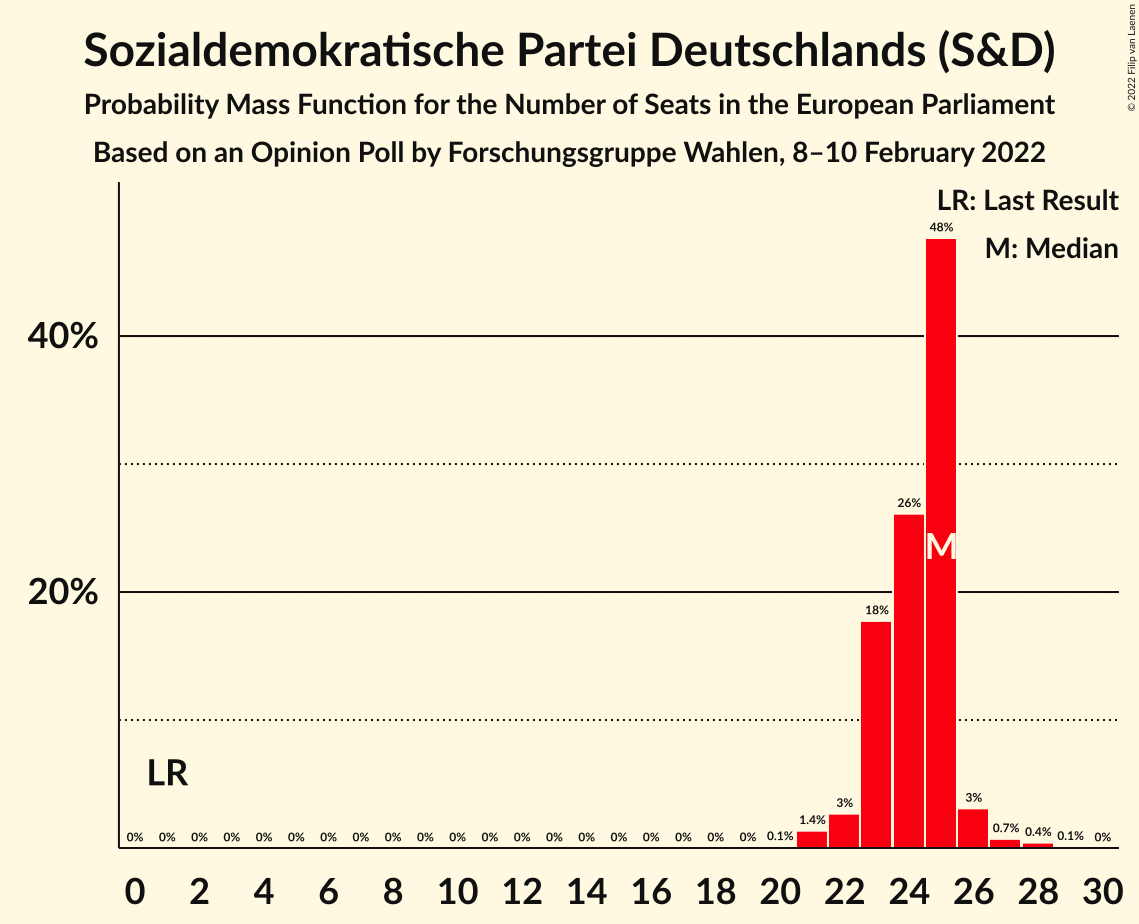 Sozialdemokratische Partei Deutschlands (S&D)
Probability Mass Function for the Number of Seats in the European Parliament
Based on an Opinion Poll by Forschungsgruppe Wahlen, 8–10 February 2022
© 2022 Filip van Laenen
LR: Last Result
M: Median
48%
40%
26%
M
20%
18%
LR
0% 0% 0% 0% 0% 0% 0% 0% 0% 0% 0% 0% 0% 0% 0% 0% 0% 0% 0% 0% 0.1% 1.4% 3% 3% 0.7% 0.4% 0.1% 0%
0 2 4 6 8 10 12 14 16 18 20 22 24 26 28 30